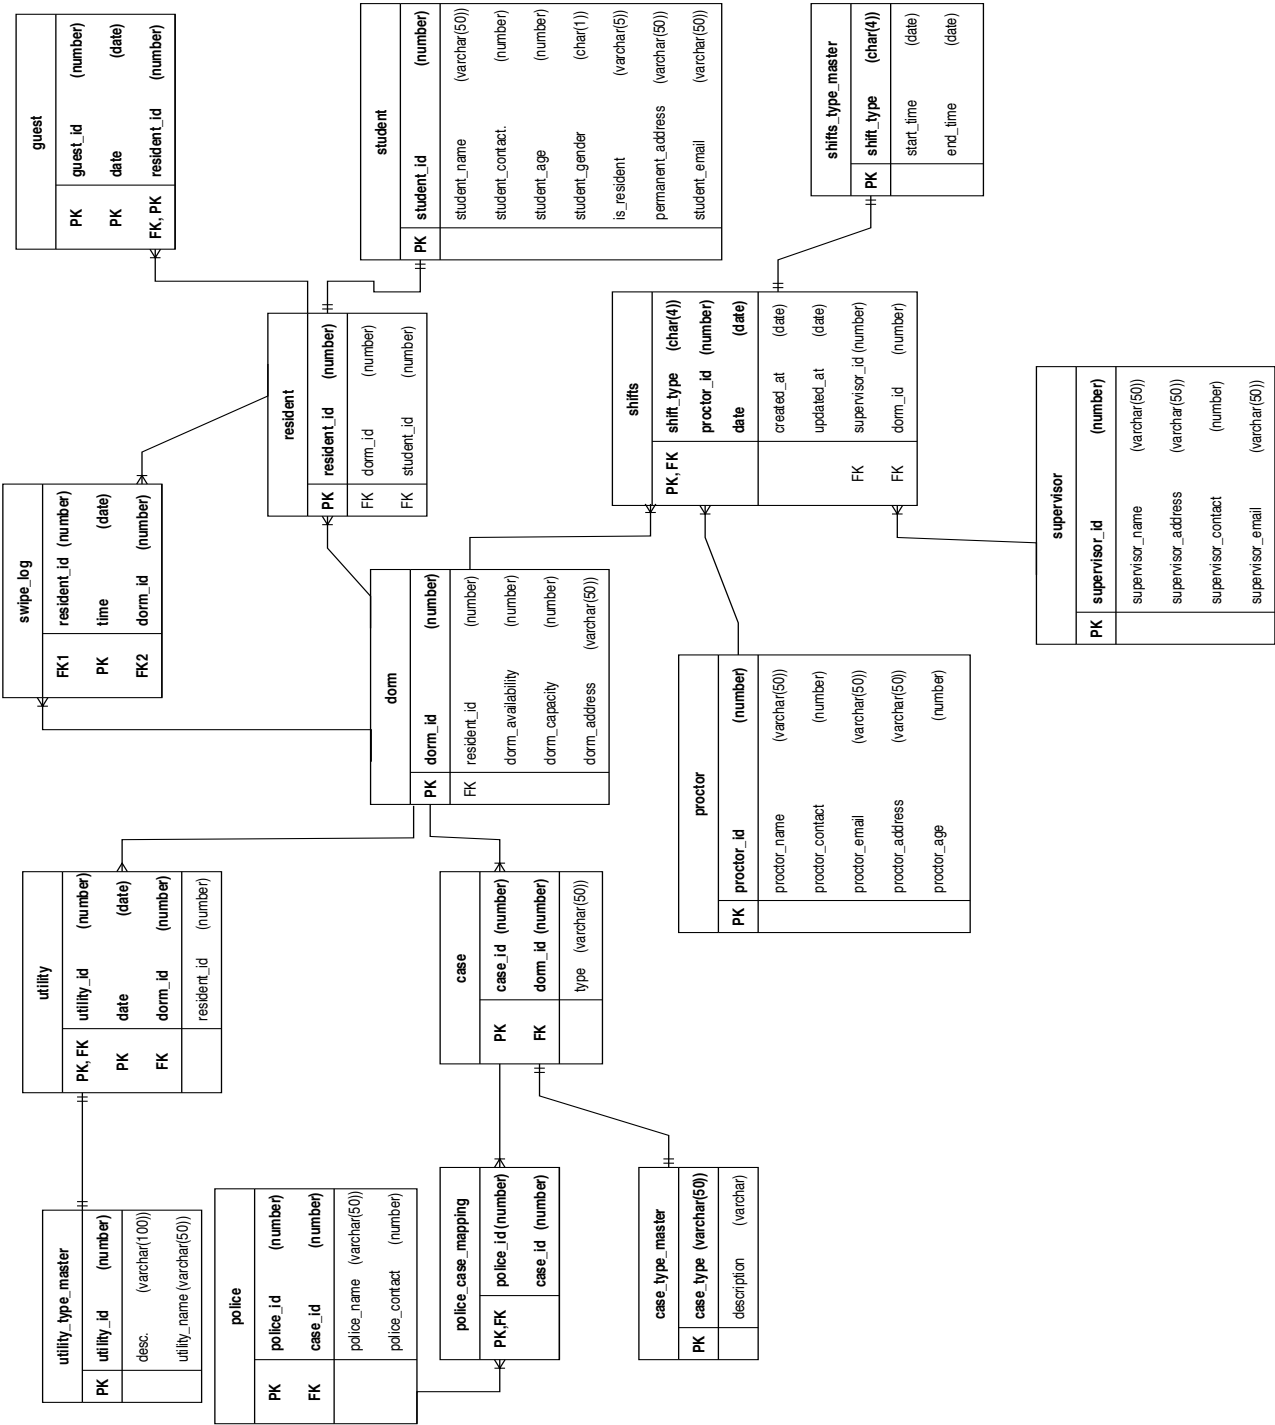 guest
PK guest_id (number)
PK date (date)
FK, PK resident_id (number)
student
PK student_id (number)
student_name (varchar(50))
student_contact. (number)
student_age (number)
student_gender (char(1))
is_resident (varchar(5))
permanent_address (varchar(50))
student_email (varchar(50))
shifts_type_master
PK shift_type (char(4))
start_time (date)
end_time (date)
resident
PK resident_id (number)
FK dorm_id (number)
FK student_id (number)
shifts
PK, FK shift_type (char(4))
proctor_id (number)
date (date)
created_at (date)
updated_at (date)
FK supervisor_id (number)
FK dorm_id (number)
supervisor
PK supervisor_id (number)
supervisor_name (varchar(50))
supervisor_address (varchar(50))
supervisor_contact (number)
supervisor_email (varchar(50))
swipe_log
FK1 resident_id (number)
PK time (date)
FK2 dorm_id (number)
dorm
PK dorm_id (number)
FK resident_id (number)
dorm_availability (number)
dorm_capacity (number)
dorm_address (varchar(50))
proctor
PK proctor_id (number)
proctor_name (varchar(50))
proctor_contact (number)
proctor_email (varchar(50))
proctor_address (varchar(50))
proctor_age (number)
utility
PK, FK utility_id (number)
PK date (date)
FK dorm_id (number)
resident_id (number)
case
PK case_id (number)
FK dorm_id (number)
type (varchar(50))
utility_type_master
PK utility_id (number)
desc. (varchar(100))
utility_name (varchar(50))
police
PK police_id (number)
FK case_id (number)
police_name (varchar(50))
police_contact (number)
police_case_mapping
PK,FK police_id (number)
case_id (number)
case_type_master
PK case_type (varchar(50))
description (varchar)